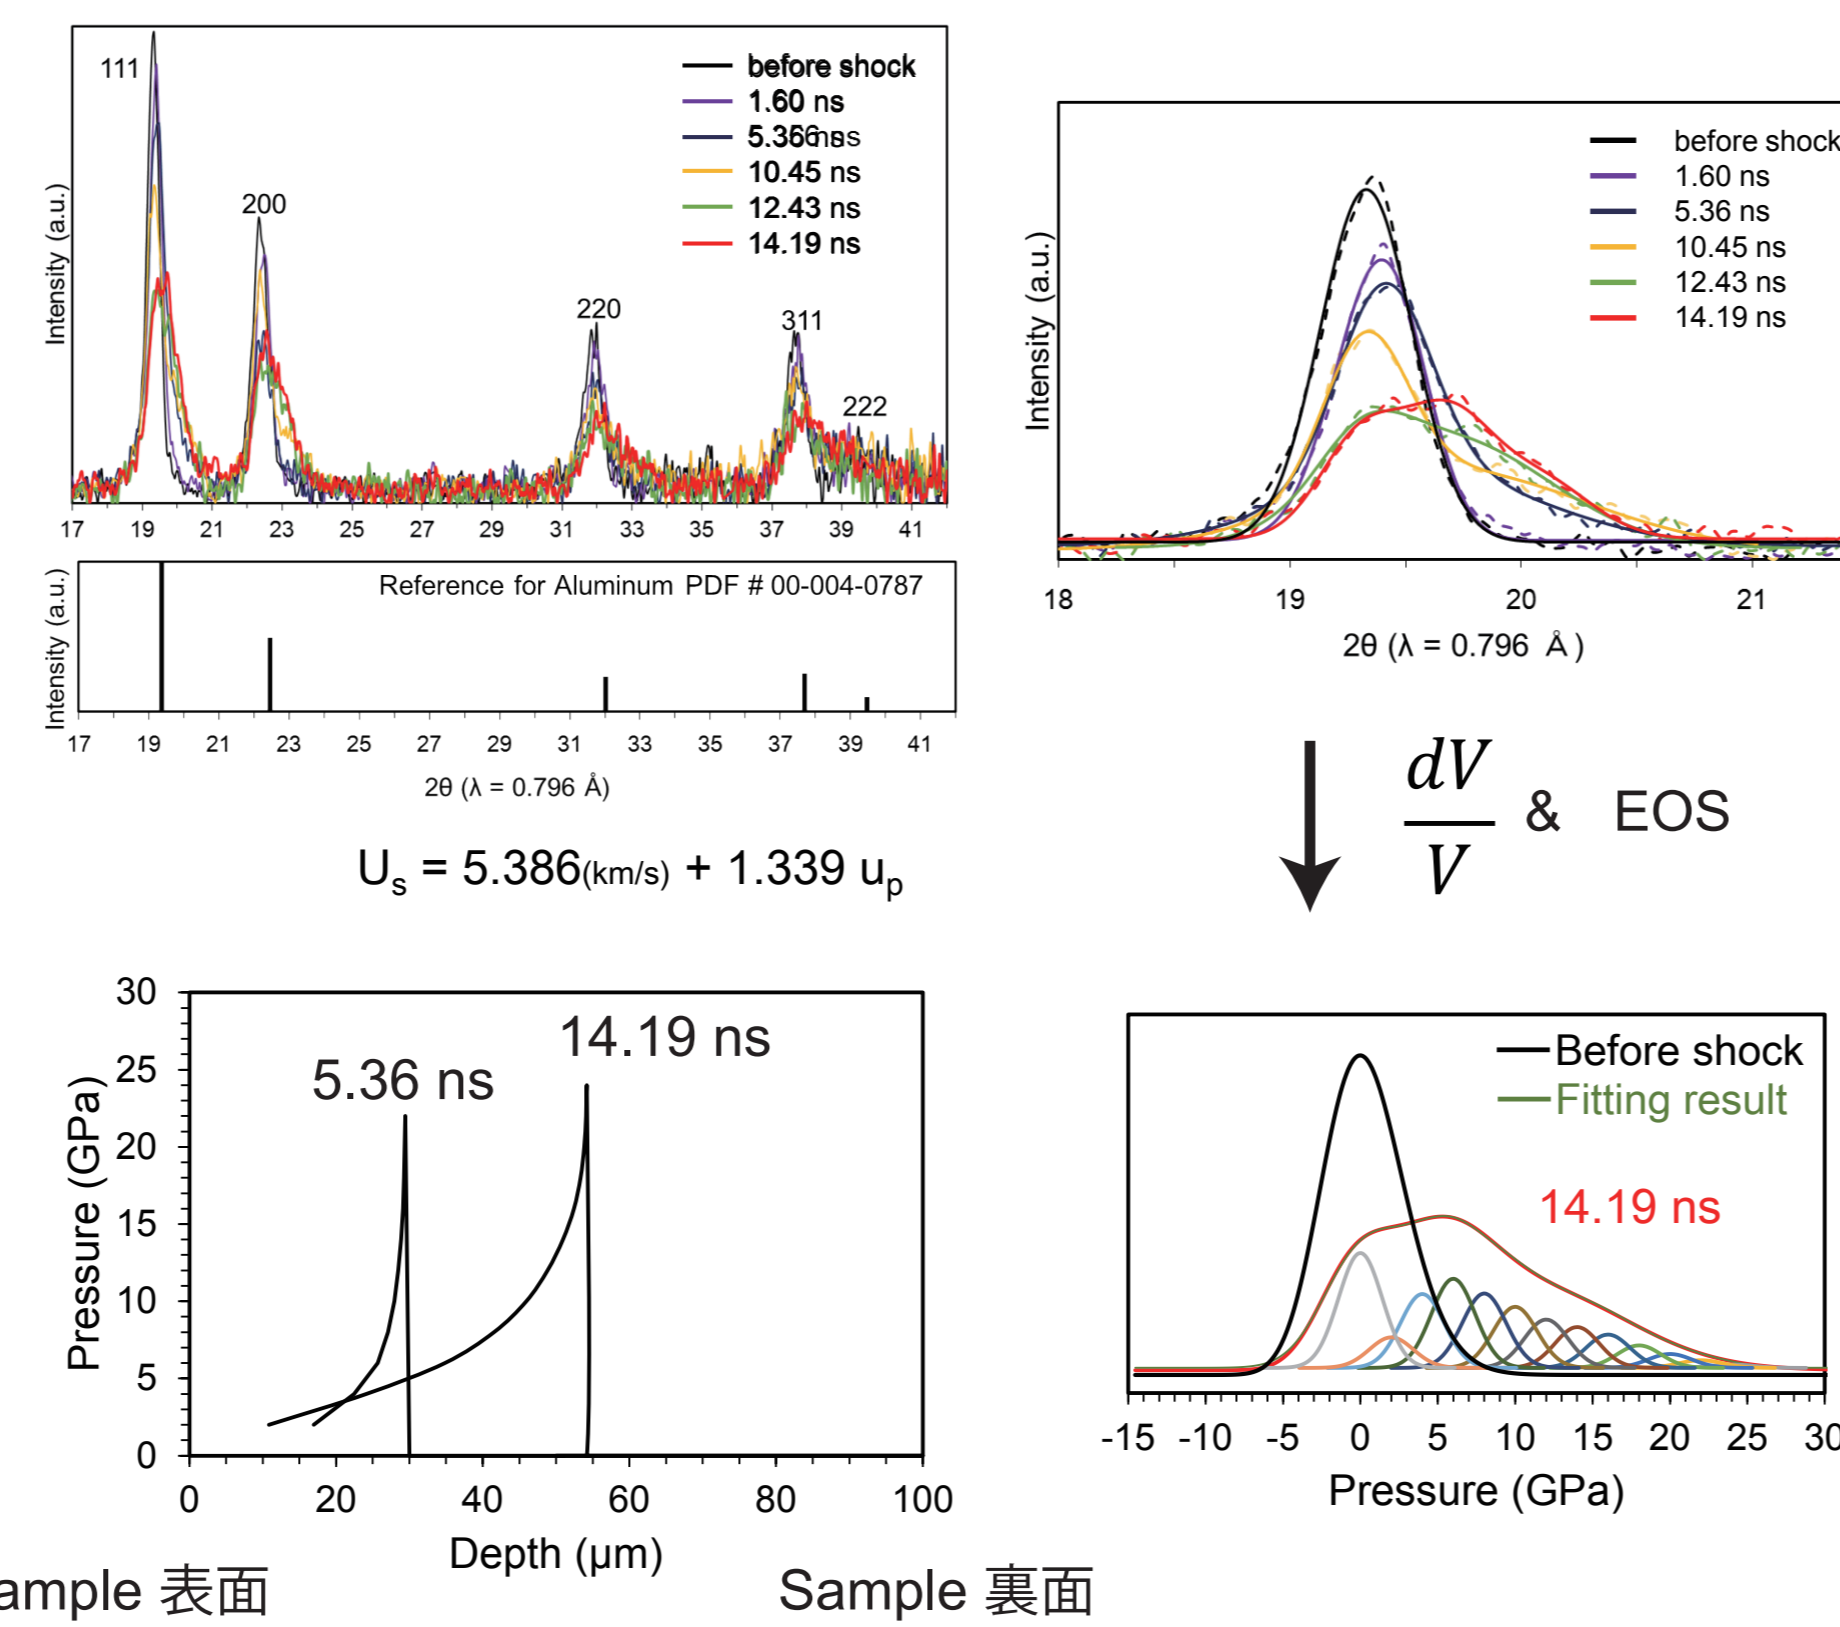 111
200
220
311
222
before shock
1.60 ns
5.36 ns
10.45 ns
12.43 ns
14.19 ns
Intensity (a.u.)
17 19 21 23 25 27 29 31 33 35 37 39 41
Reference for Aluminum PDF # 00-004-0787
Intensity (a.u.)
17 19 21 23 25 27 29 31 33 35 37 39 41
2θ (λ = 0.796 Å)
before shock
1.60 ns
5.36 ns
10.45 ns
12.43 ns
14.19 ns
Intensity (a.u.)
18 19 20 21
2θ (λ = 0.796 Å)
Us = 5.386(km/s) + 1.339 up
dV
V
& EOS
30
25
20
15
10
5
0
Pressure (GPa)
5.36 ns
14.19 ns
0 20 40 60 80 100
Depth (μm)
ample 表面
Sample 裏面
Before shock
Fitting result
14.19 ns
-15 -10 -5 0 5 10 15 20 25 30
Pressure (GPa)